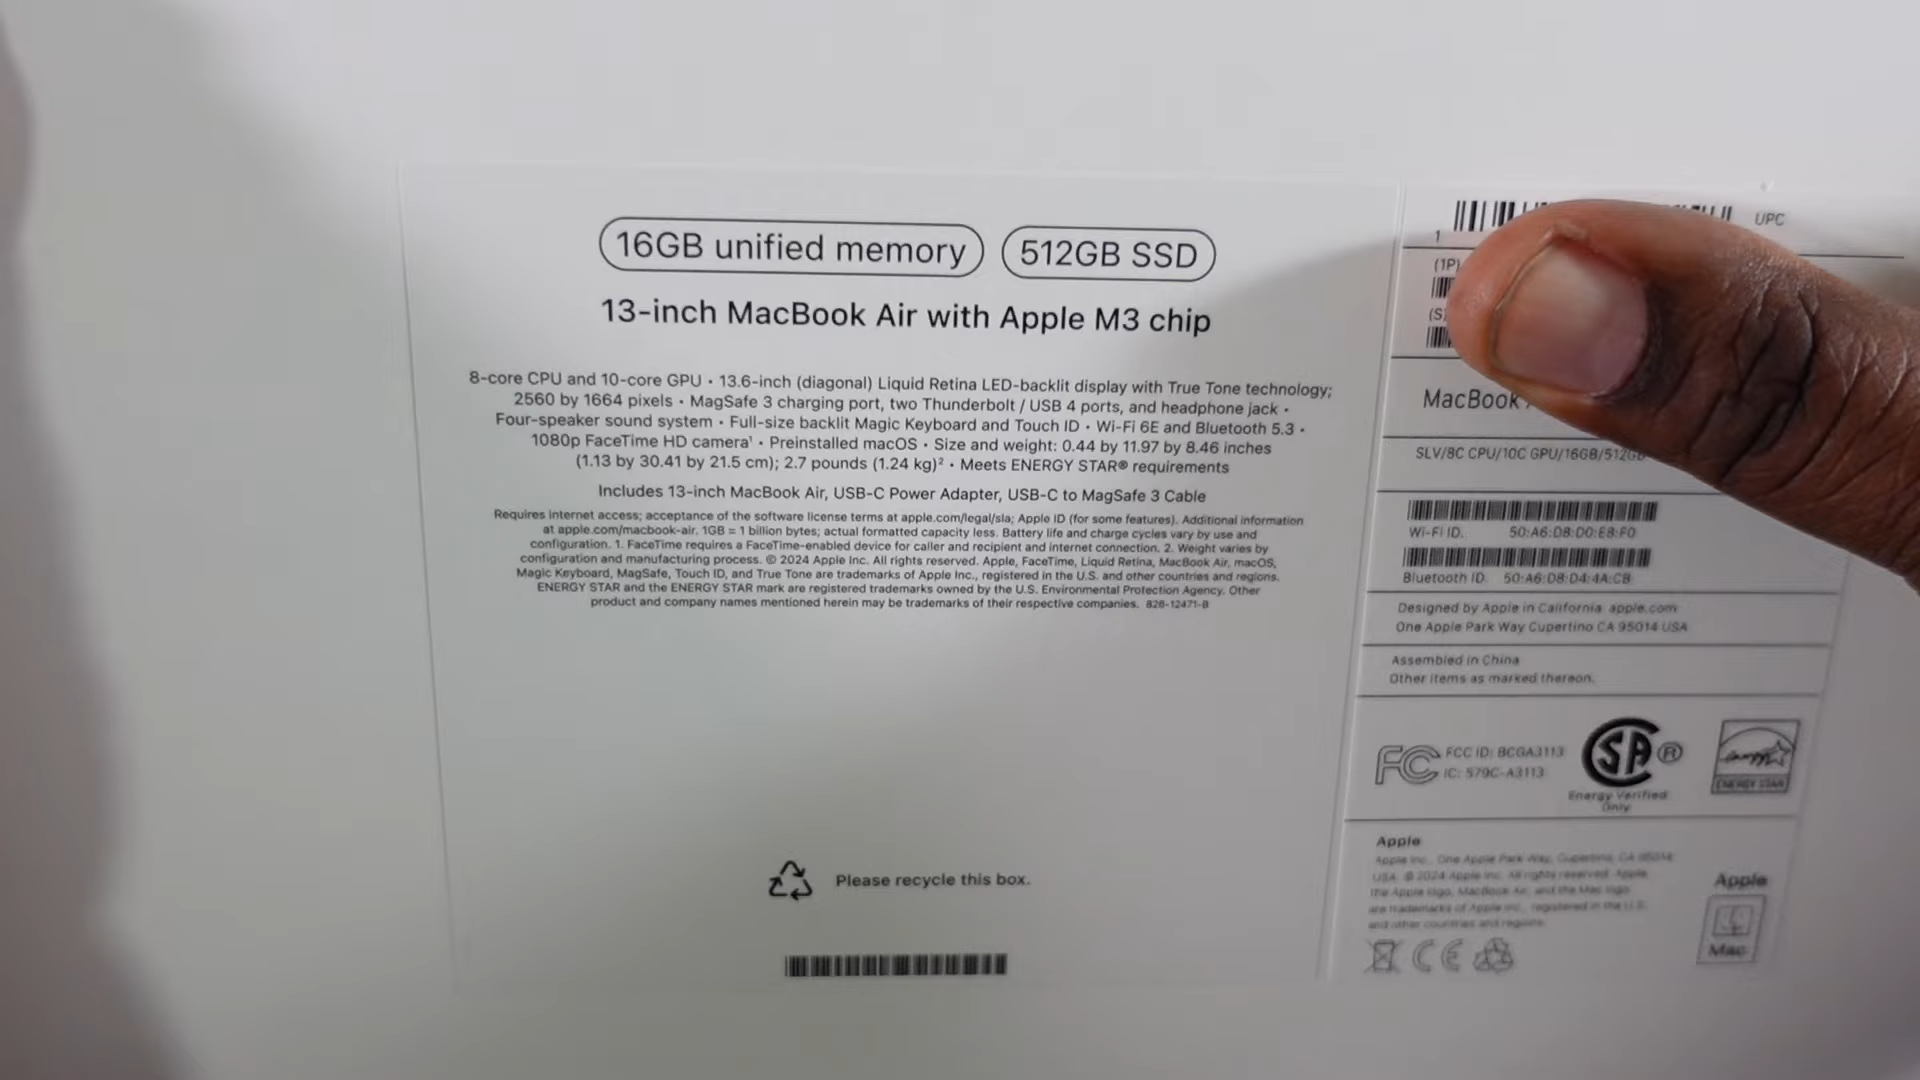 16GB unified memory
512GB SSD
13-inch MacBook Air with Apple M3 chip
8-core CPU and 10-core GPU • 13.6-inch (diagonal) Liquid Retina LED-backlit display with True Tone technology;
2560 by 1664 pixels • MagSafe 3 charging port, two Thunderbolt / USB 4 ports, and headphone jack •
Four-speaker sound system • Full-size backlit Magic Keyboard and Touch ID • Wi-Fi 6E and Bluetooth 5.3 •
1080p FaceTime HD camera¹ • Preinstalled macOS • Size and weight: 0.44 by 11.97 by 8.46 inches
(1.13 by 30.41 by 21.5 cm); 2.7 pounds (1.24 kg)² • Meets ENERGY STAR® requirements
Includes 13-inch MacBook Air, USB-C Power Adapter, USB-C to MagSafe 3 Cable
Requires internet access; acceptance of the software license terms at apple.com/legal/sla; Apple ID (for some features). Additional information
at apple.com/macbook-air. 1GB = 1 billion bytes; actual formatted capacity less. Battery life and charge cycles vary by use and
configuration. 1. FaceTime requires a FaceTime-enabled device for caller and recipient and internet connection. 2. Weight varies by
configuration and manufacturing process. © 2024 Apple Inc. All rights reserved. Apple, FaceTime, Liquid Retina, MacBook Air, macOS,
Magic Keyboard, MagSafe, Touch ID, and True Tone are trademarks of Apple Inc., registered in the U.S. and other countries and regions.
ENERGY STAR and the ENERGY STAR mark are registered trademarks owned by the U.S. Environmental Protection Agency. Other
product and company names mentioned herein may be trademarks of their respective companies. 826-12471-B
Please recycle this box.
UPC
1
(1P)
(S)
MacBook
SLV/8C CPU/10C GPU/16GB/512GB
Wi-Fi ID. 50:A6:D8:D0:E8:F0
Bluetooth ID. 50:A6:D8:D4:4A:CB
Designed by Apple in California apple.com
One Apple Park Way Cupertino CA 95014 USA
Assembled in China
Other items as marked thereon.
FC FCC ID: BCGA3113
IC: 579C-A3113
SA ®
Energy Verified
Only
energy
ENERGY STAR
Apple
Apple Inc., One Apple Park Way, Cupertino, CA 95014
USA. © 2024 Apple Inc. All rights reserved. Apple,
the Apple logo, MacBook Air, and the Mac logo
are trademarks of Apple Inc., registered in the U.S.
and other countries and regions.
CE
Apple
Mac